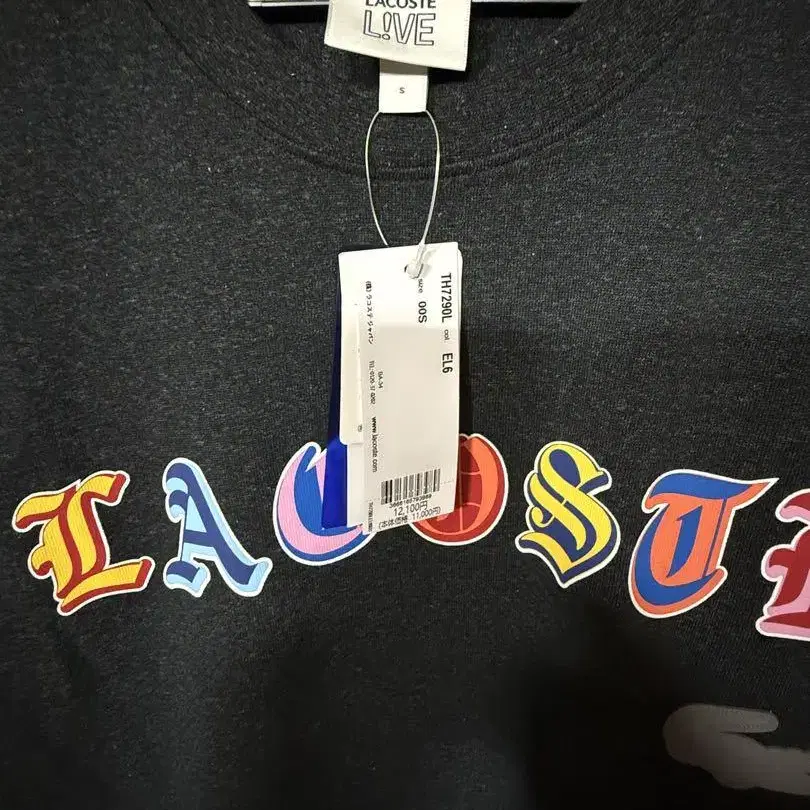 LACOSTE
L!VE
S
TH7290L col. EL6
size 00S
(株)ラコステ ジャパン
www.lacoste.com
12,100円
(本体価格 11,000円)
LACOSTE